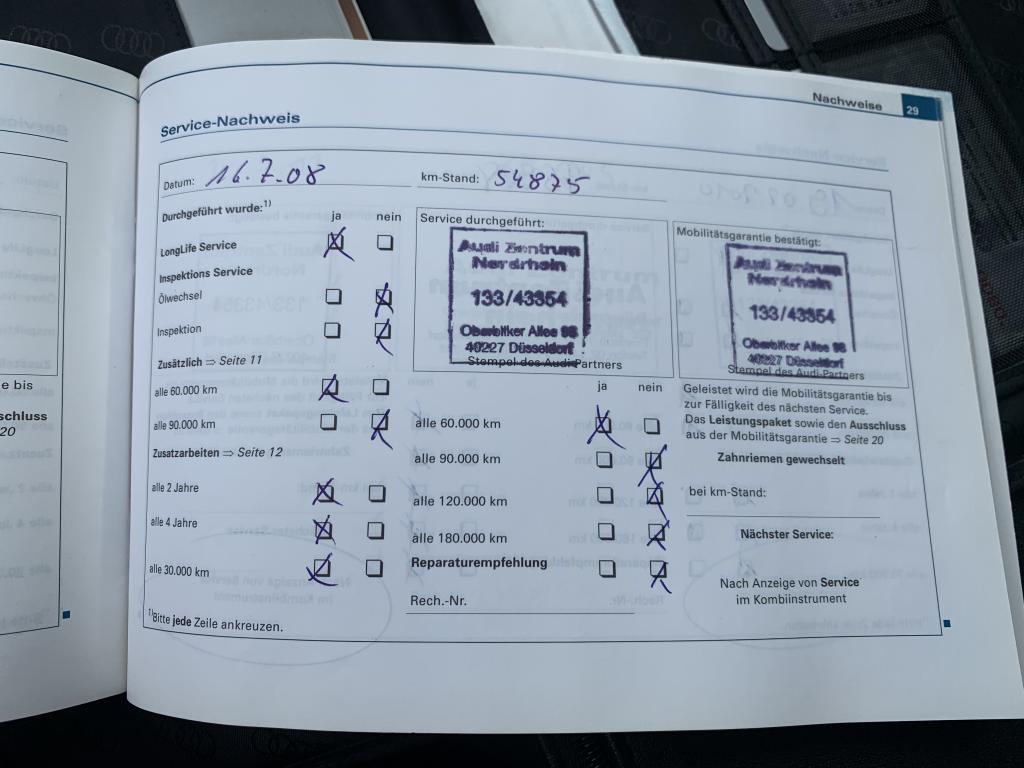 Nachweise 29
Service-Nachweis
Datum: 16.7.08 km-Stand: 54875
Durchgeführt wurde:1) ja nein
LongLife Service
Inspektions Service
Ölwechsel
Inspektion
Zusätzlich ⇒ Seite 11
alle 60.000 km
alle 90.000 km
Zusatzarbeiten ⇒ Seite 12
alle 2 Jahre
alle 4 Jahre
alle 30.000 km
1)Bitte jede Zeile ankreuzen.
Service durchgeführt:
Audi Zentrum
Nordrhein
133/43354
Oberbilker Allee 98
40227 Düsseldorf
Stempel des Audi-Partners
ja nein
alle 60.000 km
alle 90.000 km
alle 120.000 km
alle 180.000 km
Reparaturempfehlung
Rech.-Nr.
Mobilitätsgarantie bestätigt:
Audi Zentrum
Nordrhein
133/43354
Oberbilker Allee 98
40227 Düsseldorf
Stempel des Audi-Partners
Geleistet wird die Mobilitätsgarantie bis
zur Fälligkeit des nächsten Service.
Das Leistungspaket sowie den Ausschluss
aus der Mobilitätsgarantie ⇒ Seite 20
Zahnriemen gewechselt
bei km-Stand:
Nächster Service:
Nach Anzeige von Service
im Kombiinstrument
e bis
schluss
20